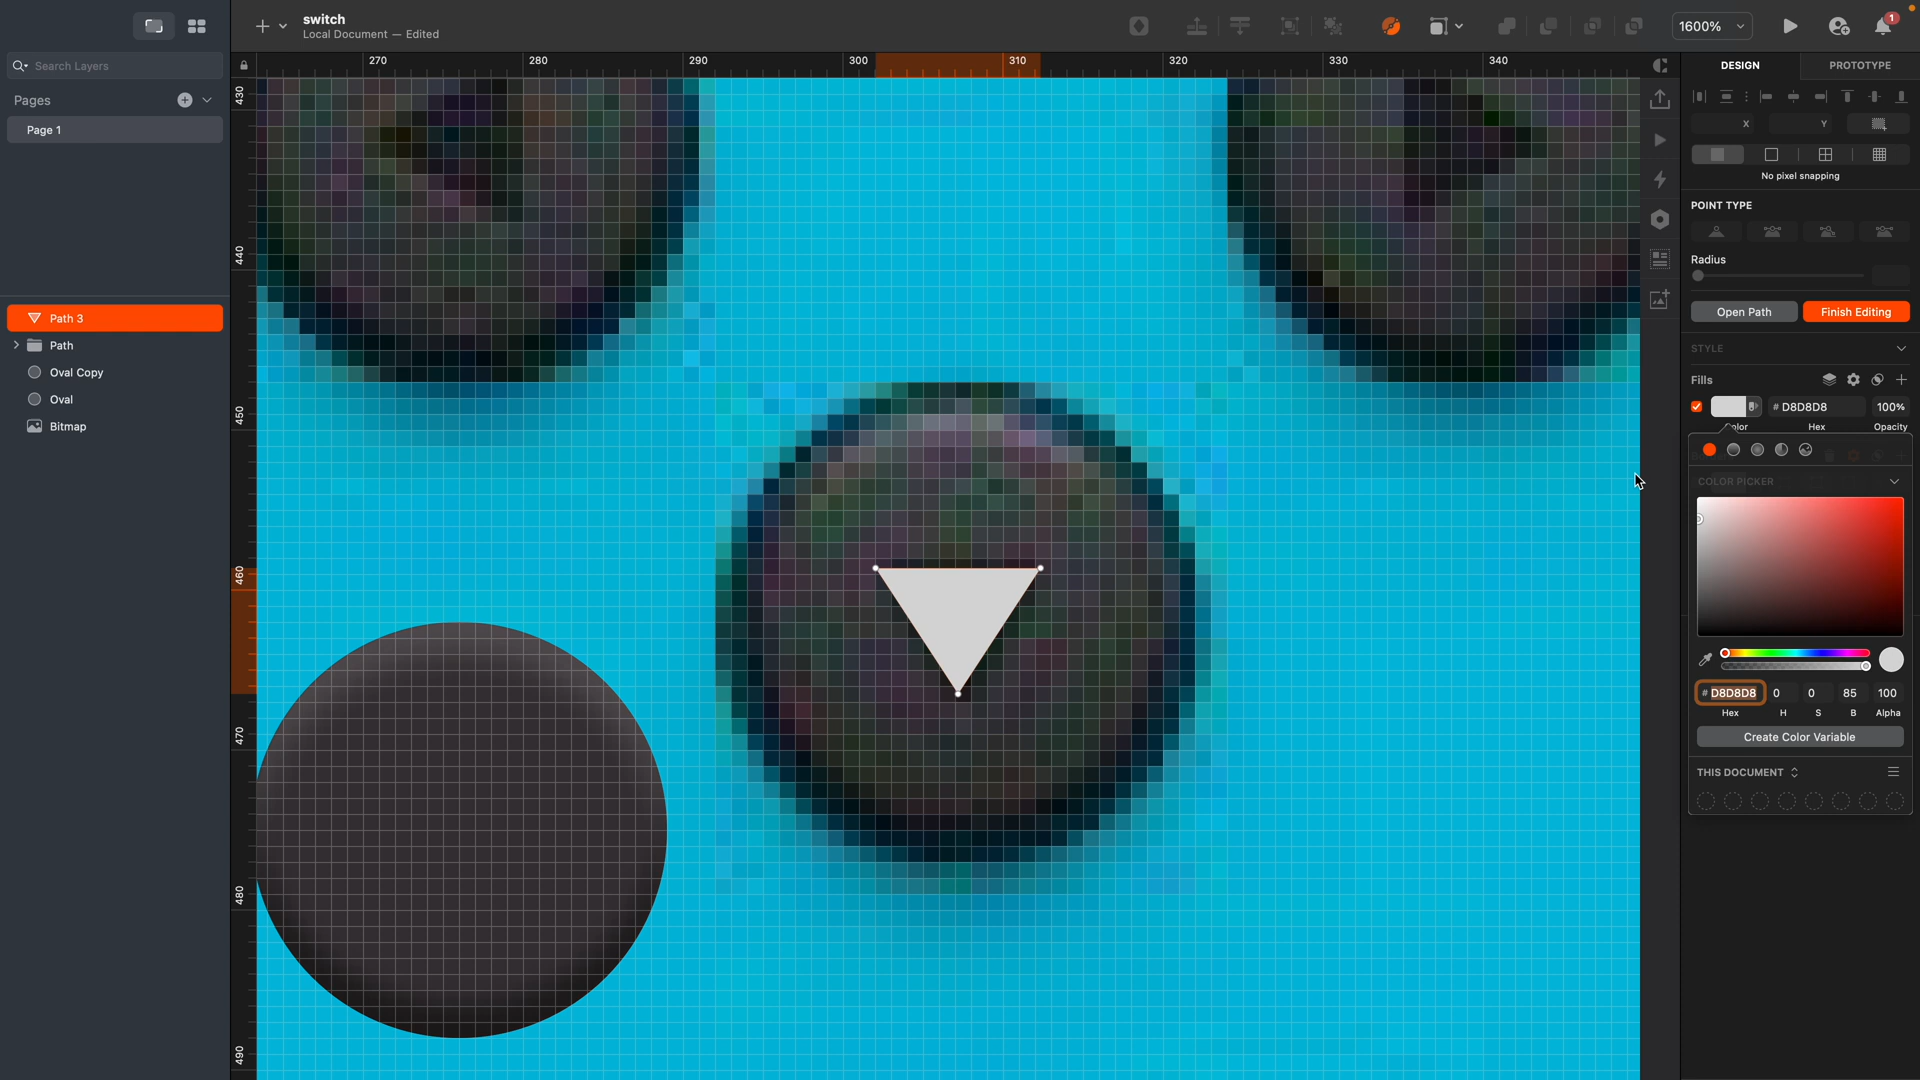 switch
Local Document — Edited
1600%
1
Search Layers
270 280 290 300 310 320 330 340
DESIGN
PROTOTYPE
Pages
430
X
Y
Page 1
No pixel snapping
POINT TYPE
440
Radius
Path 3
Open Path
Finish Editing
Path
STYLE
Oval Copy
Fills
Oval
450
# D8D8D8
100%
Bitmap
Hex
Opacity
COLOR PICKER
460
# D8D8D8 0 0 85 100
Hex H S B Alpha
470
Create Color Variable
THIS DOCUMENT
480
490